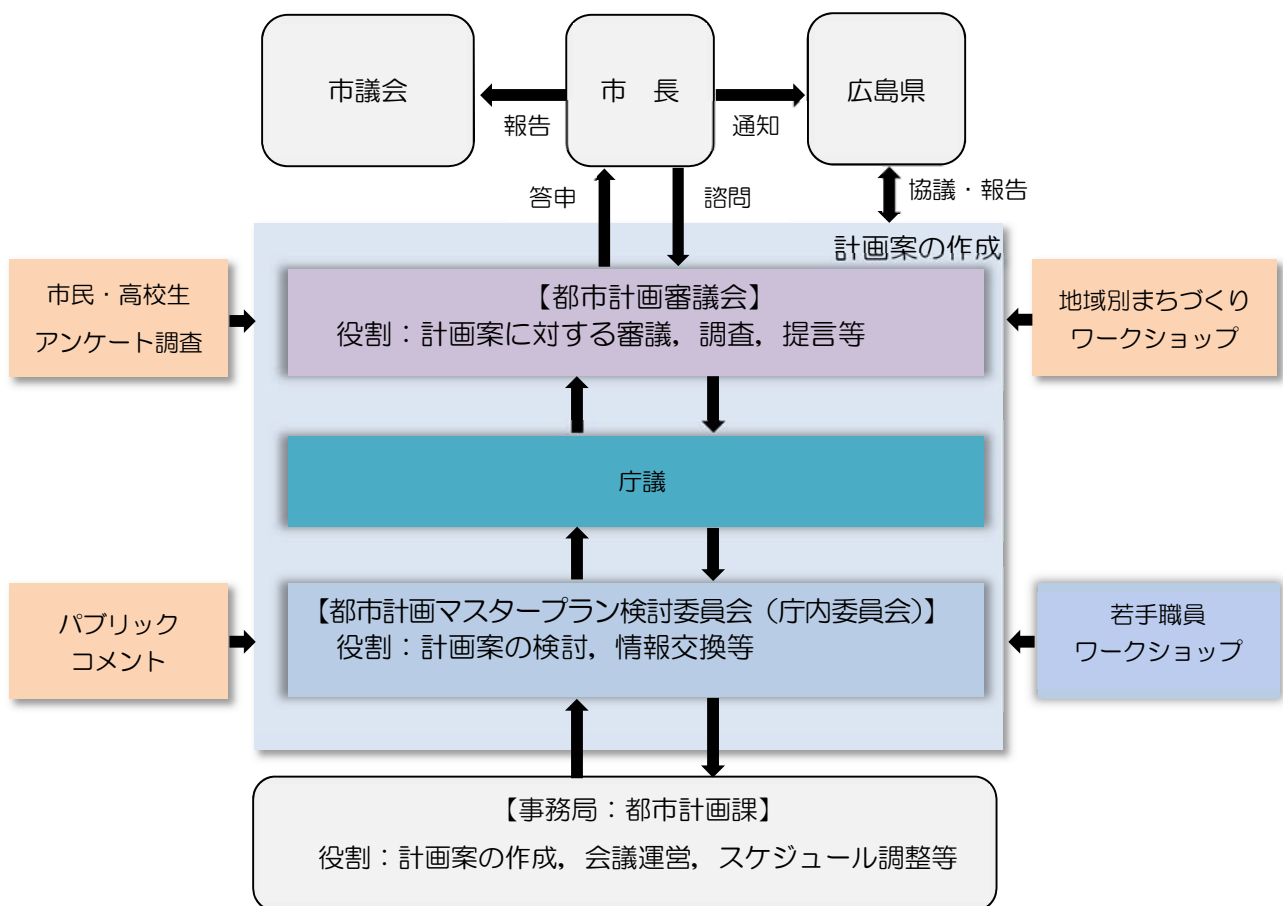 市議会
市　長
広島県
報告
通知
答申
諮問
協議・報告
計画案の作成
市民・高校生
アンケート調査
【都市計画審議会】
役割：計画案に対する審議，調査，提言等
地域別まちづくり
ワークショップ
庁議
パブリック
コメント
【都市計画マスタープラン検討委員会（庁内委員会）】
役割：計画案の検討，情報交換等
若手職員
ワークショップ
【事務局：都市計画課】
役割：計画案の作成，会議運営，スケジュール調整等